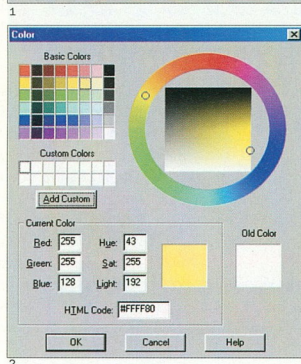 1
Color
Basic Colors
Custom Colors
Add Custom
Current Color
Red: 255
Hue: 43
Old Color
Green: 255
Sat: 255
Blue: 128
Light: 192
HTML Code: #FFFF80
OK
Cancel
Help
2